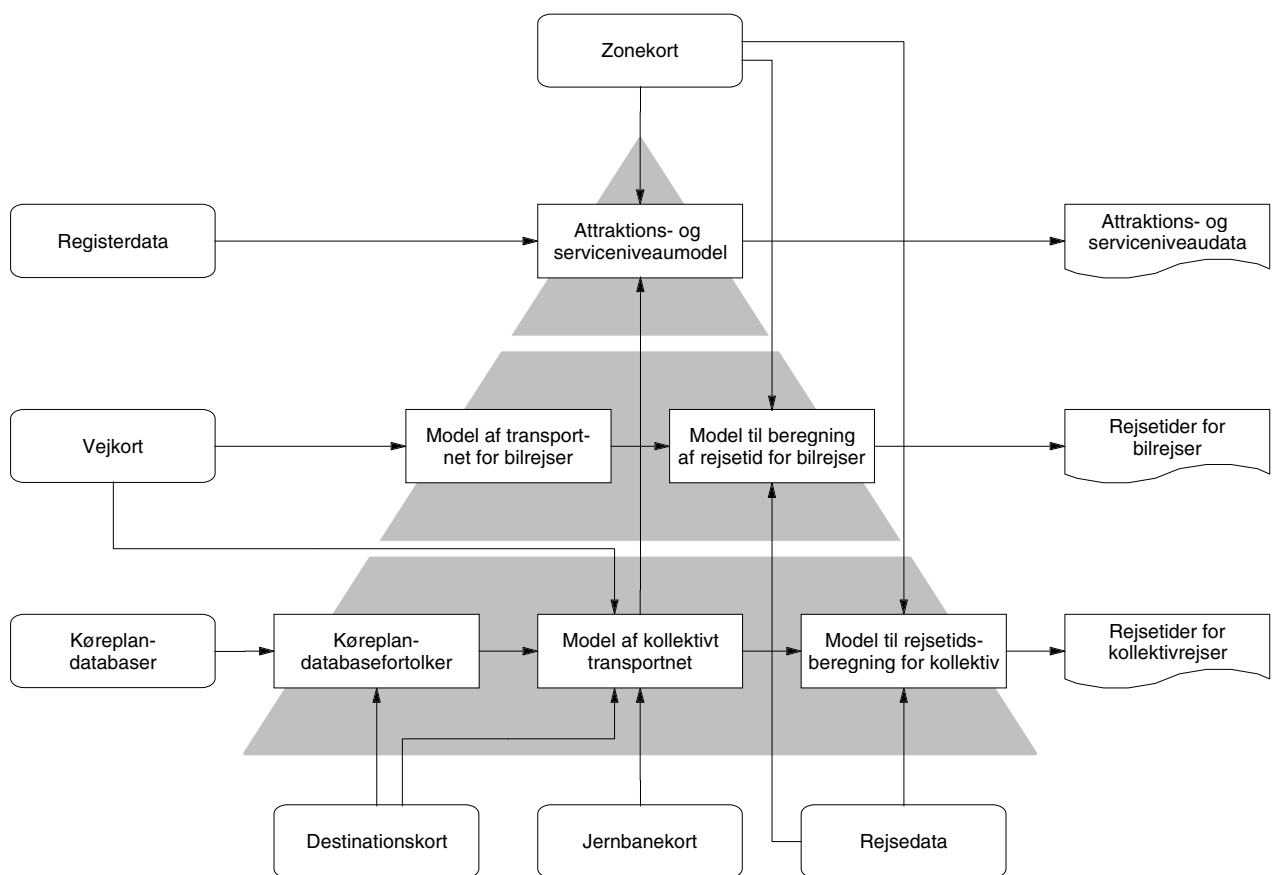 Zonekort
Registerdata
Attraktions- og
serviceniveaumodel
Attraktions- og
serviceniveaudata
Vejkort
Model af transport-
net for bilrejser
Model til beregning
af rejsetid for bilrejser
Rejsetider for
bilrejser
Køreplan-
databaser
Køreplan-
databasefortolker
Model af kollektivt
transportnet
Model til rejsetids-
beregning for kollektiv
Rejsetider for
kollektivrejser
Destinationskort
Jernbanekort
Rejsedata